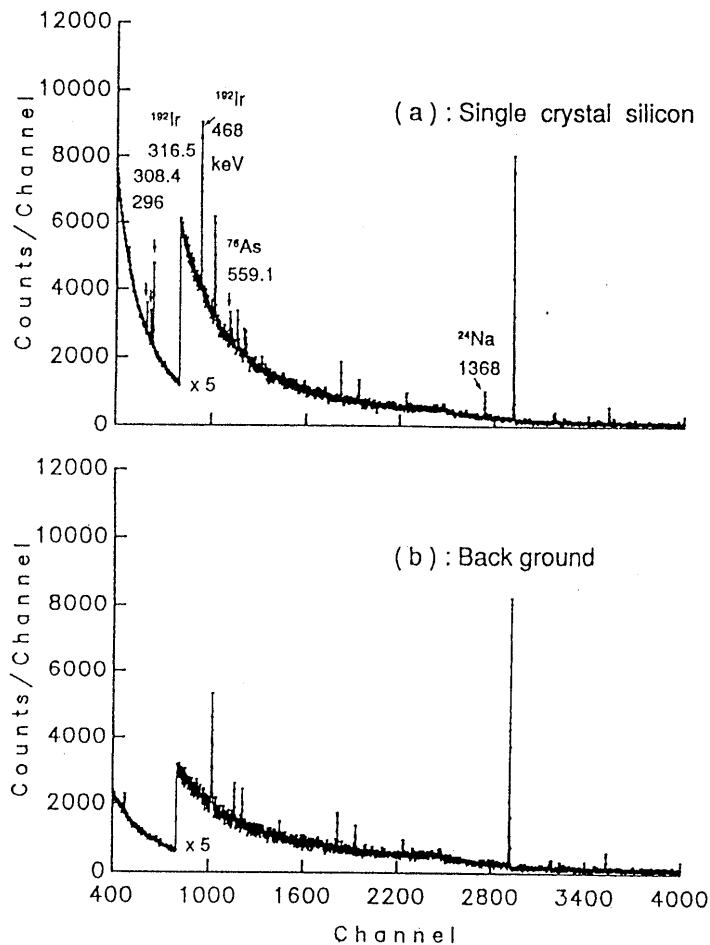 12000
10000
8000
6000
4000
2000
0
Counts/Channel
(a) : Single crystal silicon
¹⁹²Ir
468
keV
¹⁹²Ir
316.5
308.4
296
⁷⁶As
559.1
²⁴Na
1368
x 5
12000
10000
8000
6000
4000
2000
0
Counts/Channel
(b) : Back ground
x 5
400 1000 1600 2200 2800 3400 4000
Channel